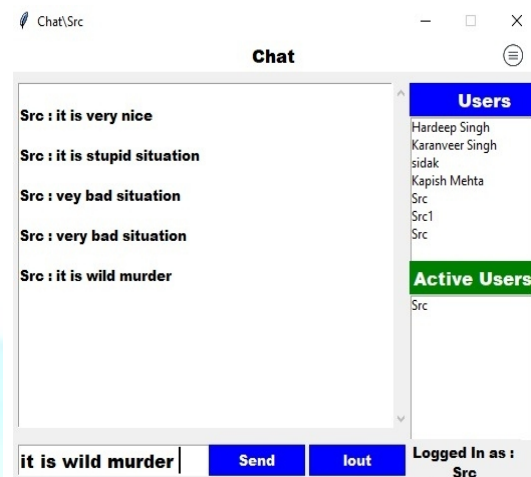 Chat\Src
Chat
Src : it is very nice
Src : it is stupid situation
Src : vey bad situation
Src : very bad situation
Src : it is wild murder
it is wild murder
Send
lout
Users
Hardeep Singh
Karanveer Singh
sidak
Kapish Mehta
Src
Src1
Src
Active Users
Src
Logged In as :
Src